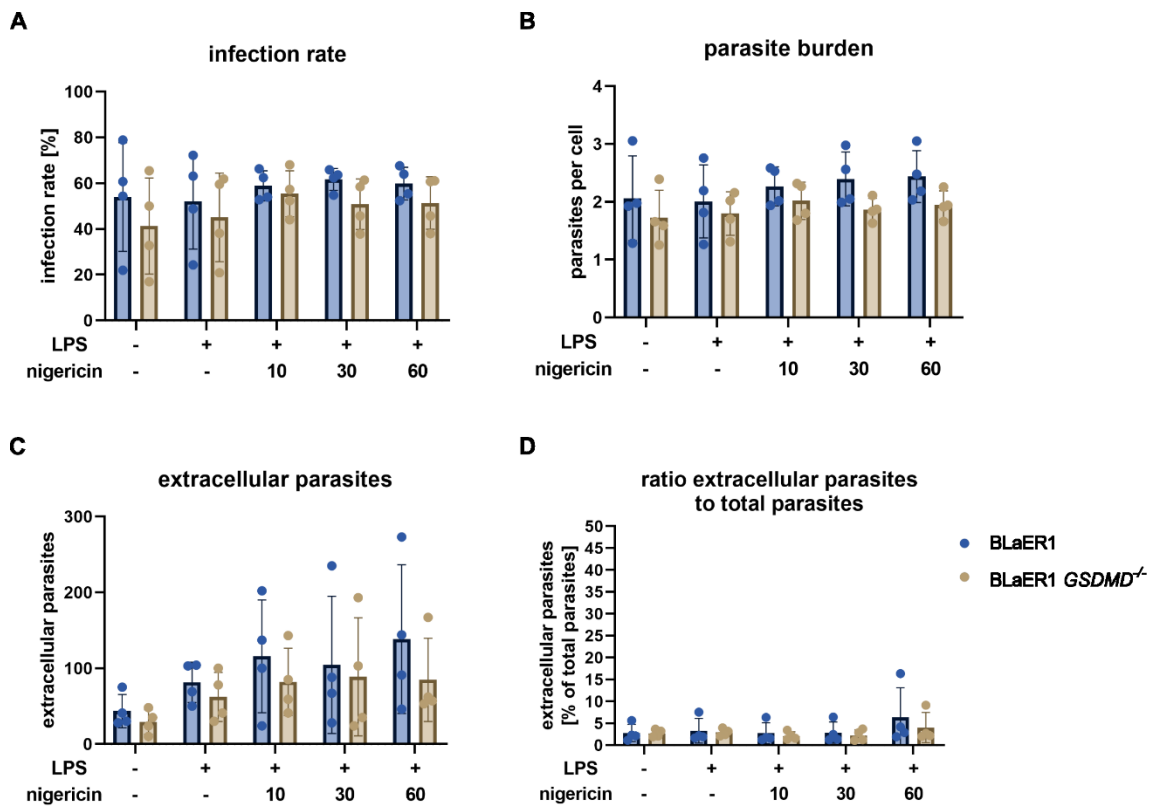 A
infection rate
infection rate [%]
100
80
60
40
20
0
LPS - + + + +
nigericin - - 10 30 60
B
parasite burden
parasites per cell
4
3
2
1
0
LPS - + + + +
nigericin - - 10 30 60
C
extracellular parasites
extracellular parasites
300
200
100
0
LPS - + + + +
nigericin - - 10 30 60
D
ratio extracellular parasites
to total parasites
extracellular parasites
[% of total parasites]
50
45
40
35
30
25
20
15
10
5
0
LPS - + + + +
nigericin - - 10 30 60
BLaER1
BLaER1 GSDMD-/-